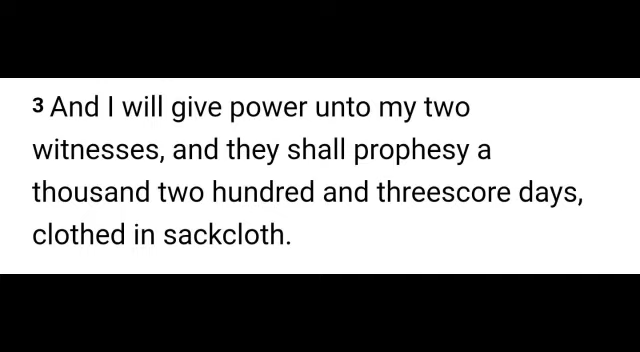 3 And I will give power unto my two
witnesses, and they shall prophesy a
thousand two hundred and threescore days,
clothed in sackcloth.